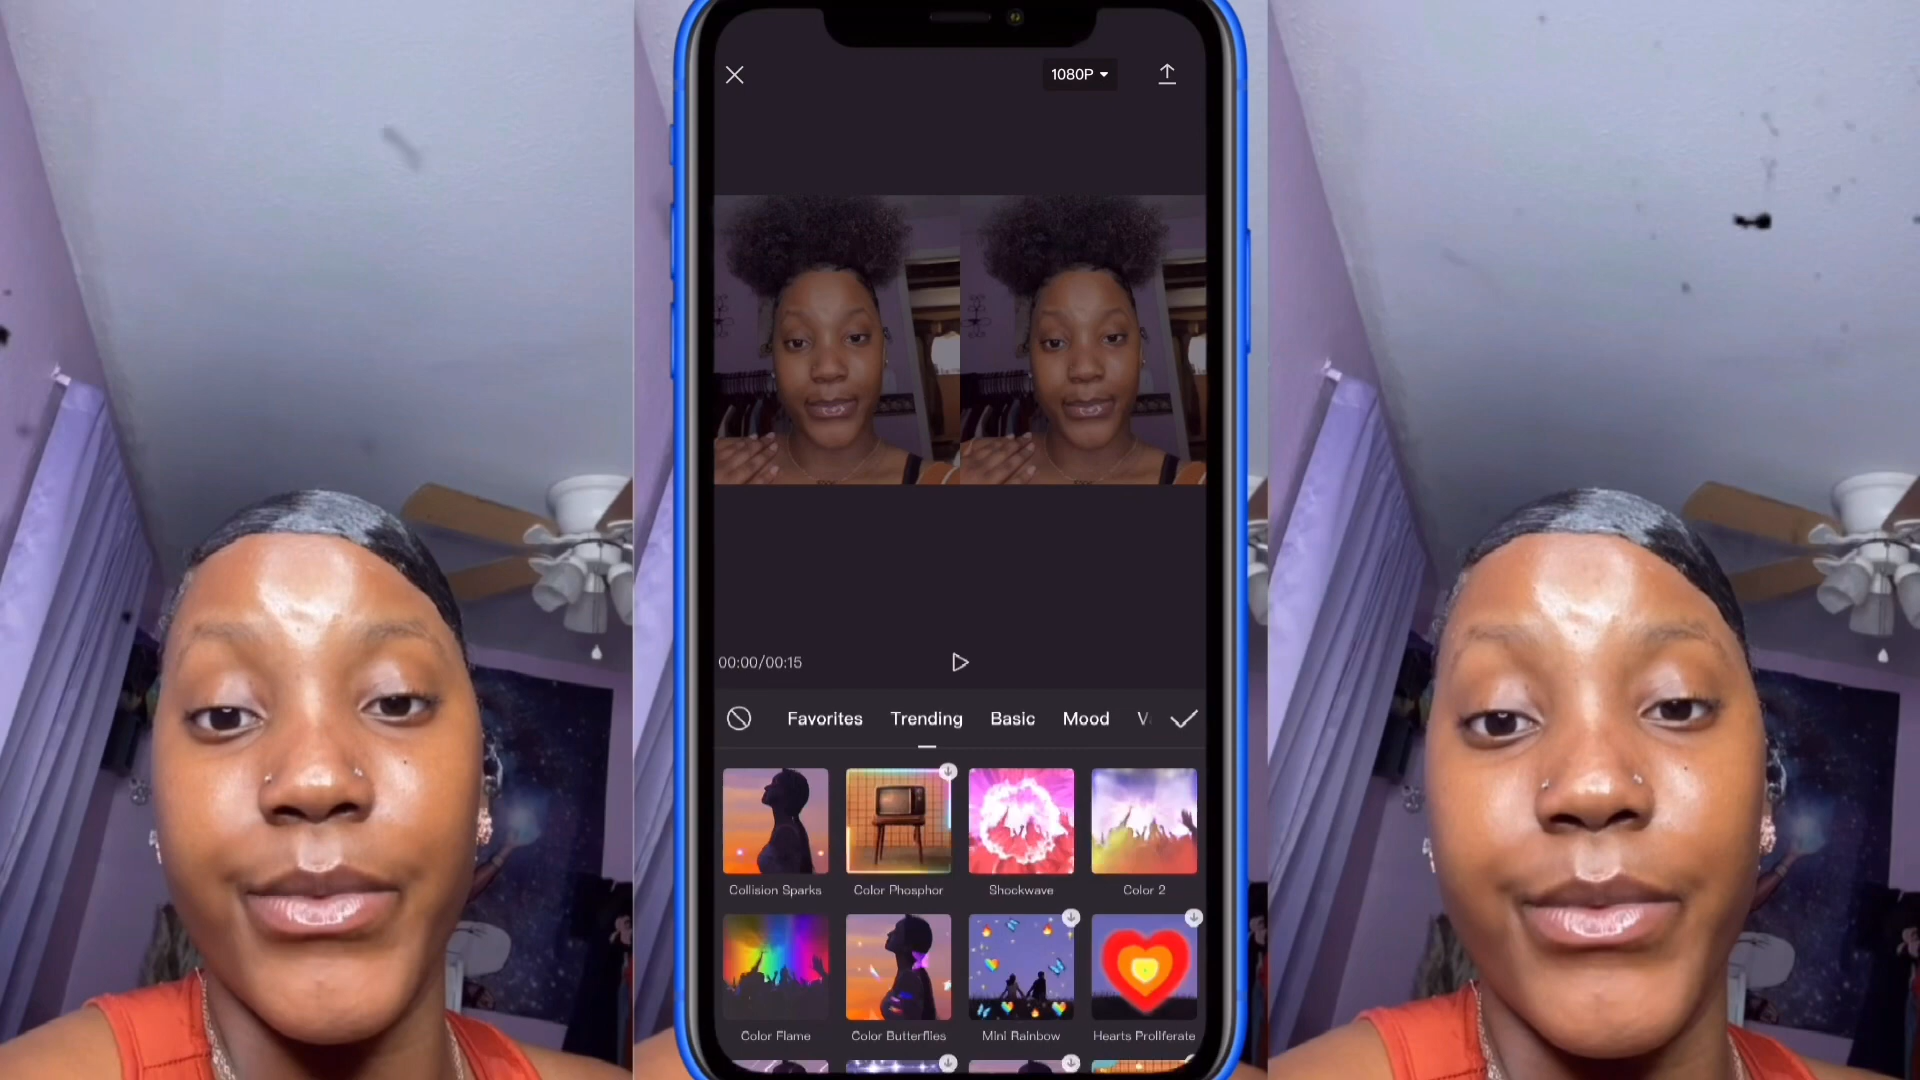 1080P
00:00/00:15
Favorites Trending Basic Mood
Collision Sparks Color Phosphor Shockwave Color 2
Color Flame Color Butterflies Mini Rainbow Hearts Proliferate